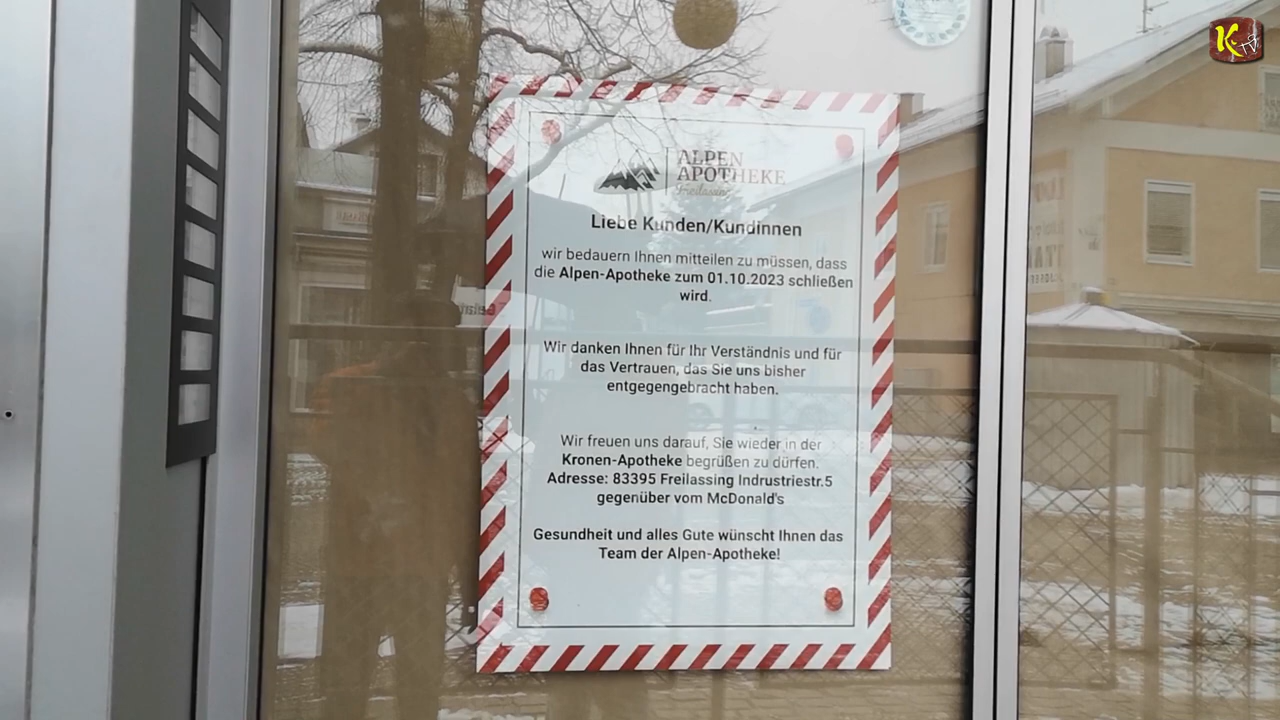 ALPEN
APOTHEKE
Freilassing
Liebe Kunden/Kundinnen
wir bedauern Ihnen mitteilen zu müssen, dass
die Alpen-Apotheke zum 01.10.2023 schließen
wird.
Wir danken Ihnen für Ihr Verständnis und für
das Vertrauen, das Sie uns bisher
entgegengebracht haben.
Wir freuen uns darauf, Sie wieder in der
Kronen-Apotheke begrüßen zu dürfen.
Adresse: 83395 Freilassing Indrustriestr.5
gegenüber vom McDonald's
Gesundheit und alles Gute wünscht Ihnen das
Team der Alpen-Apotheke!
K
TV